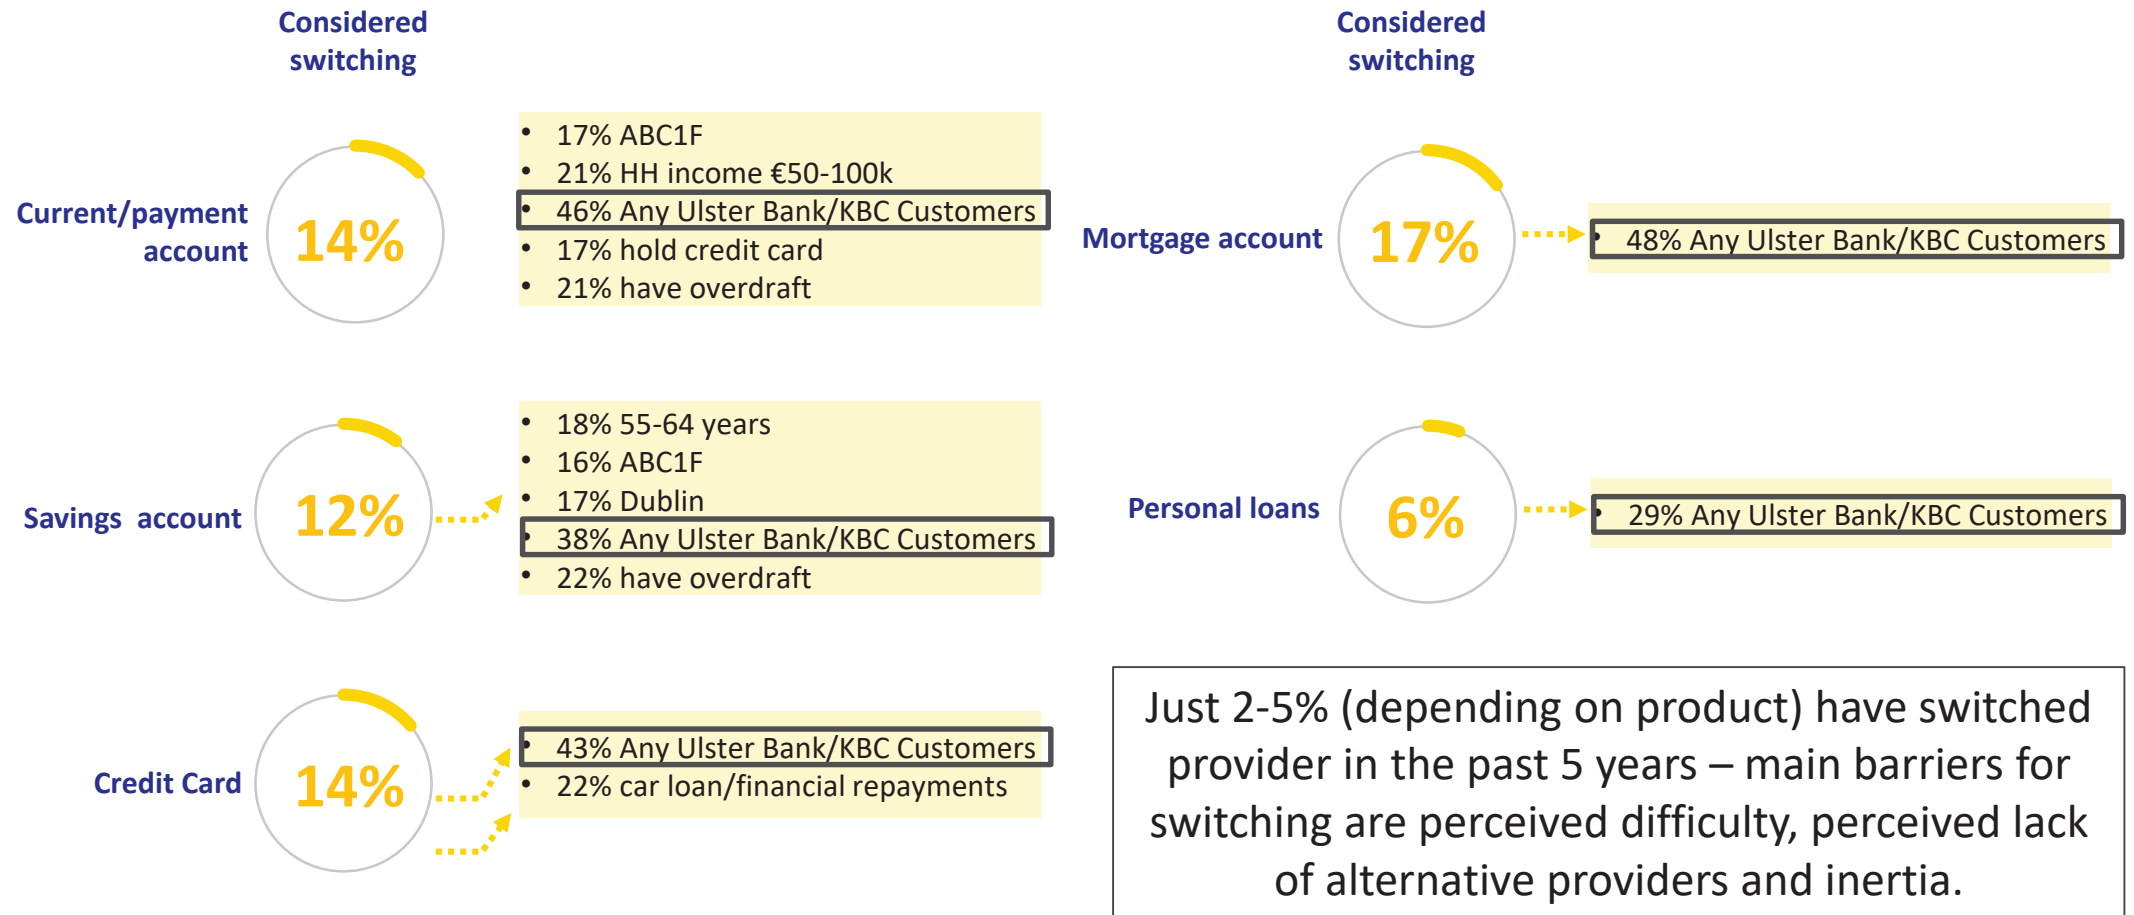 Considered
switching
Current/payment
account
14%
• 17% ABC1F
• 21% HH income €50-100k
• 46% Any Ulster Bank/KBC Customers
• 17% hold credit card
• 21% have overdraft
Savings account
12%
• 18% 55-64 years
• 16% ABC1F
• 17% Dublin
• 38% Any Ulster Bank/KBC Customers
• 22% have overdraft
Credit Card
14%
• 43% Any Ulster Bank/KBC Customers
• 22% car loan/financial repayments
Considered
switching
Mortgage account
17%
• 48% Any Ulster Bank/KBC Customers
Personal loans
6%
• 29% Any Ulster Bank/KBC Customers
Just 2-5% (depending on product) have switched
provider in the past 5 years – main barriers for
switching are perceived difficulty, perceived lack
of alternative providers and inertia.